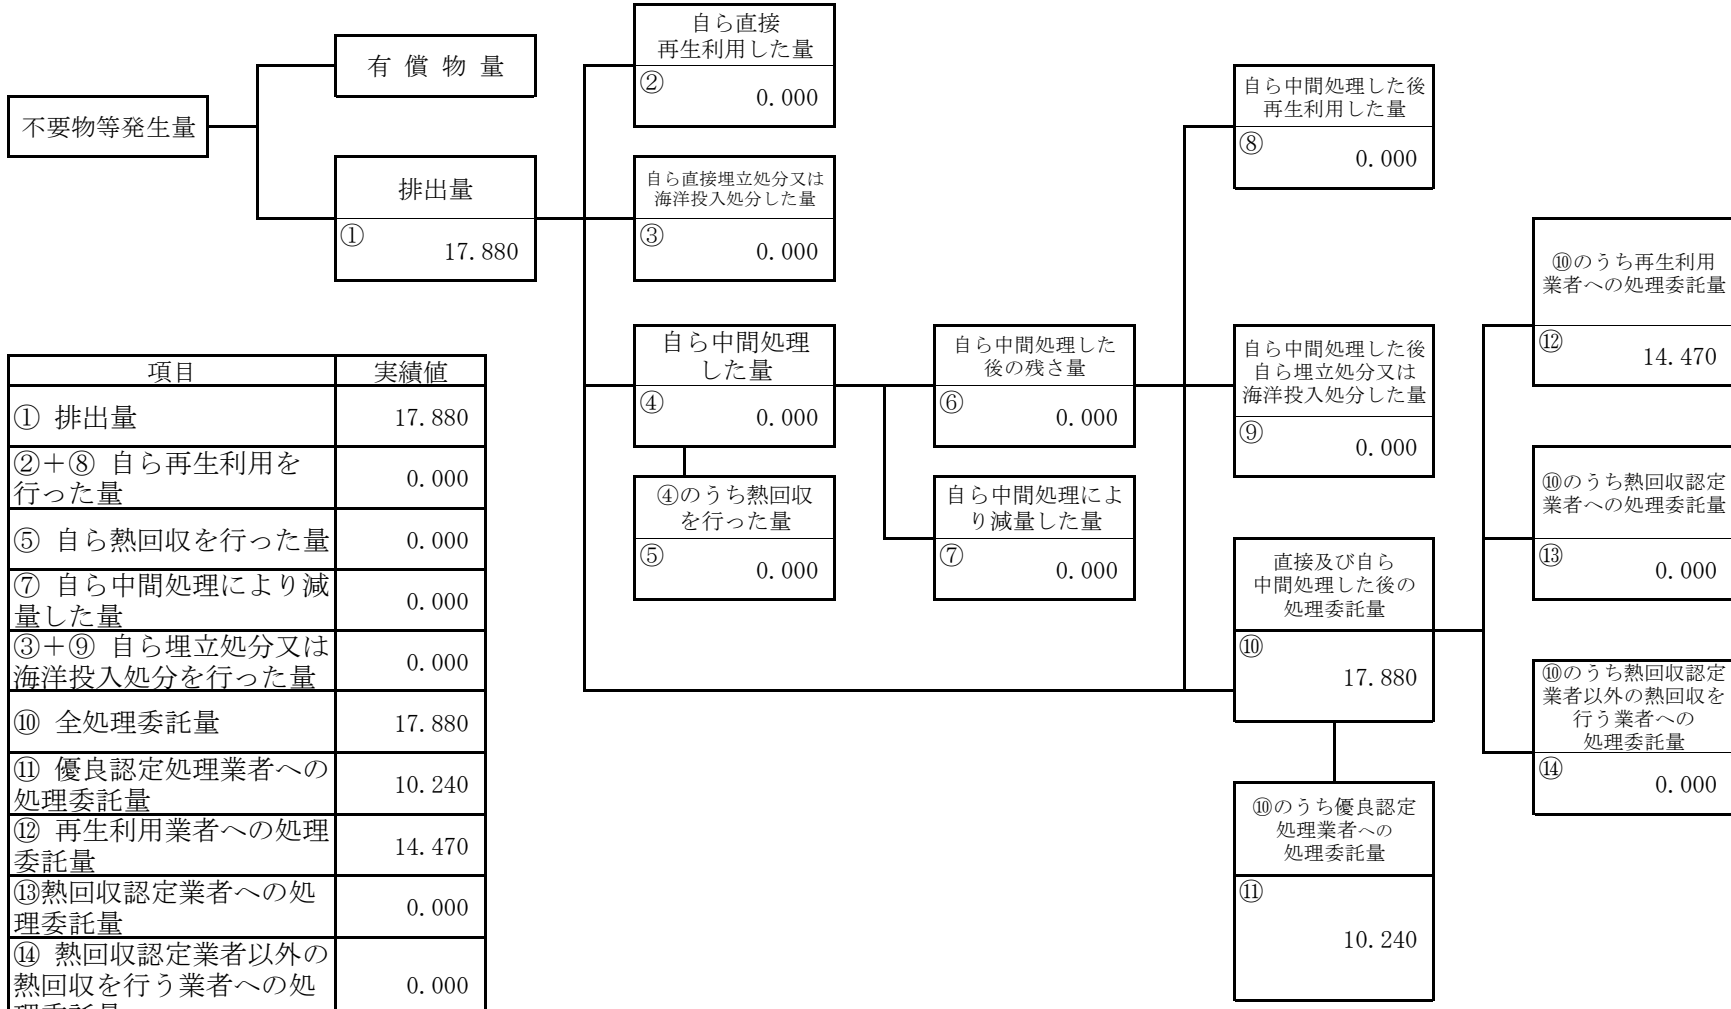 不要物等発生量
有 償 物 量
排出量
①
17.880
自ら直接
再生利用した量
②
0.000
自ら直接埋立処分又は
海洋投入処分した量
③
0.000
自ら中間処理
した量
④
0.000
④のうち熱回収
を行った量
⑤
0.000
自ら中間処理した
後の残さ量
⑥
0.000
自ら中間処理によ
り減量した量
⑦
0.000
自ら中間処理した後
再生利用した量
⑧
0.000
自ら中間処理した後
自ら埋立処分又は
海洋投入処分した量
⑨
0.000
直接及び自ら
中間処理した後の
処理委託量
⑩
17.880
⑩のうち優良認定
処理業者への
処理委託量
⑪
10.240
⑩のうち再生利用
業者への処理委託量
⑫
14.470
⑩のうち熱回収認定
業者への処理委託量
⑬
0.000
⑩のうち熱回収認定
業者以外の熱回収を
行う業者への
処理委託量
⑭
0.000
項目 実績値
① 排出量 17.880
②＋⑧ 自ら再生利用を
行った量 0.000
⑤ 自ら熱回収を行った量 0.000
⑦ 自ら中間処理により減
量した量 0.000
③＋⑨ 自ら埋立処分又は
海洋投入処分を行った量 0.000
⑩ 全処理委託量 17.880
⑪ 優良認定処理業者への
処理委託量 10.240
⑫ 再生利用業者への処理
委託量 14.470
⑬熱回収認定業者への処
理委託量 0.000
⑭ 熱回収認定業者以外の
熱回収を行う業者への処 0.000